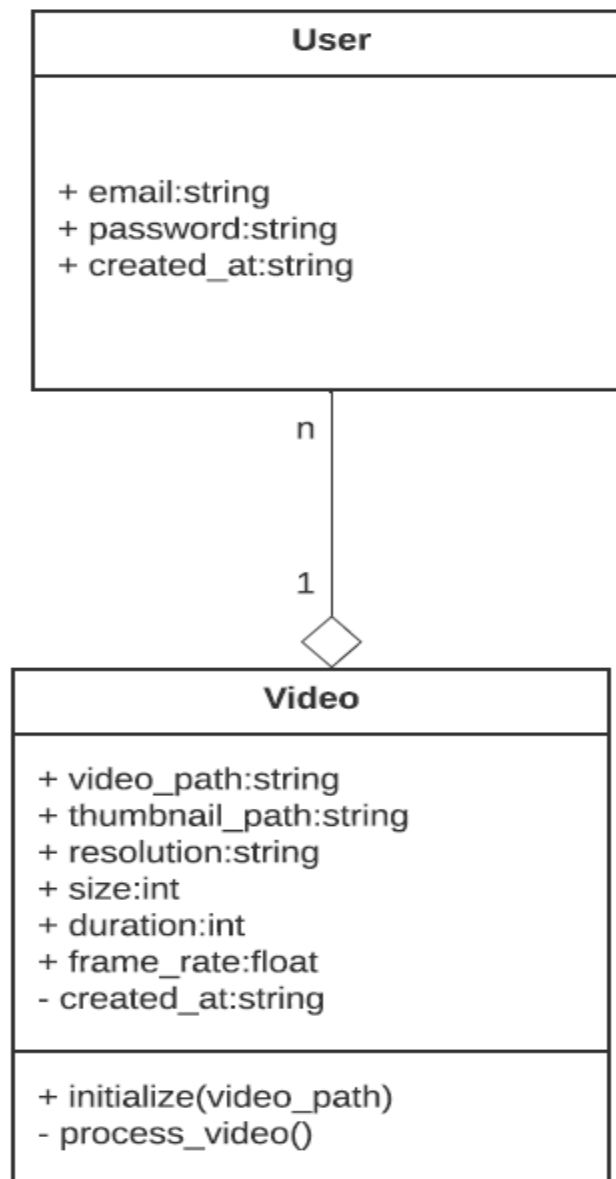 User
+ email:string
+ password:string
+ created_at:string
n
1
Video
+ video_path:string
+ thumbnail_path:string
+ resolution:string
+ size:int
+ duration:int
+ frame_rate:float
- created_at:string
+ initialize(video_path)
- process_video()